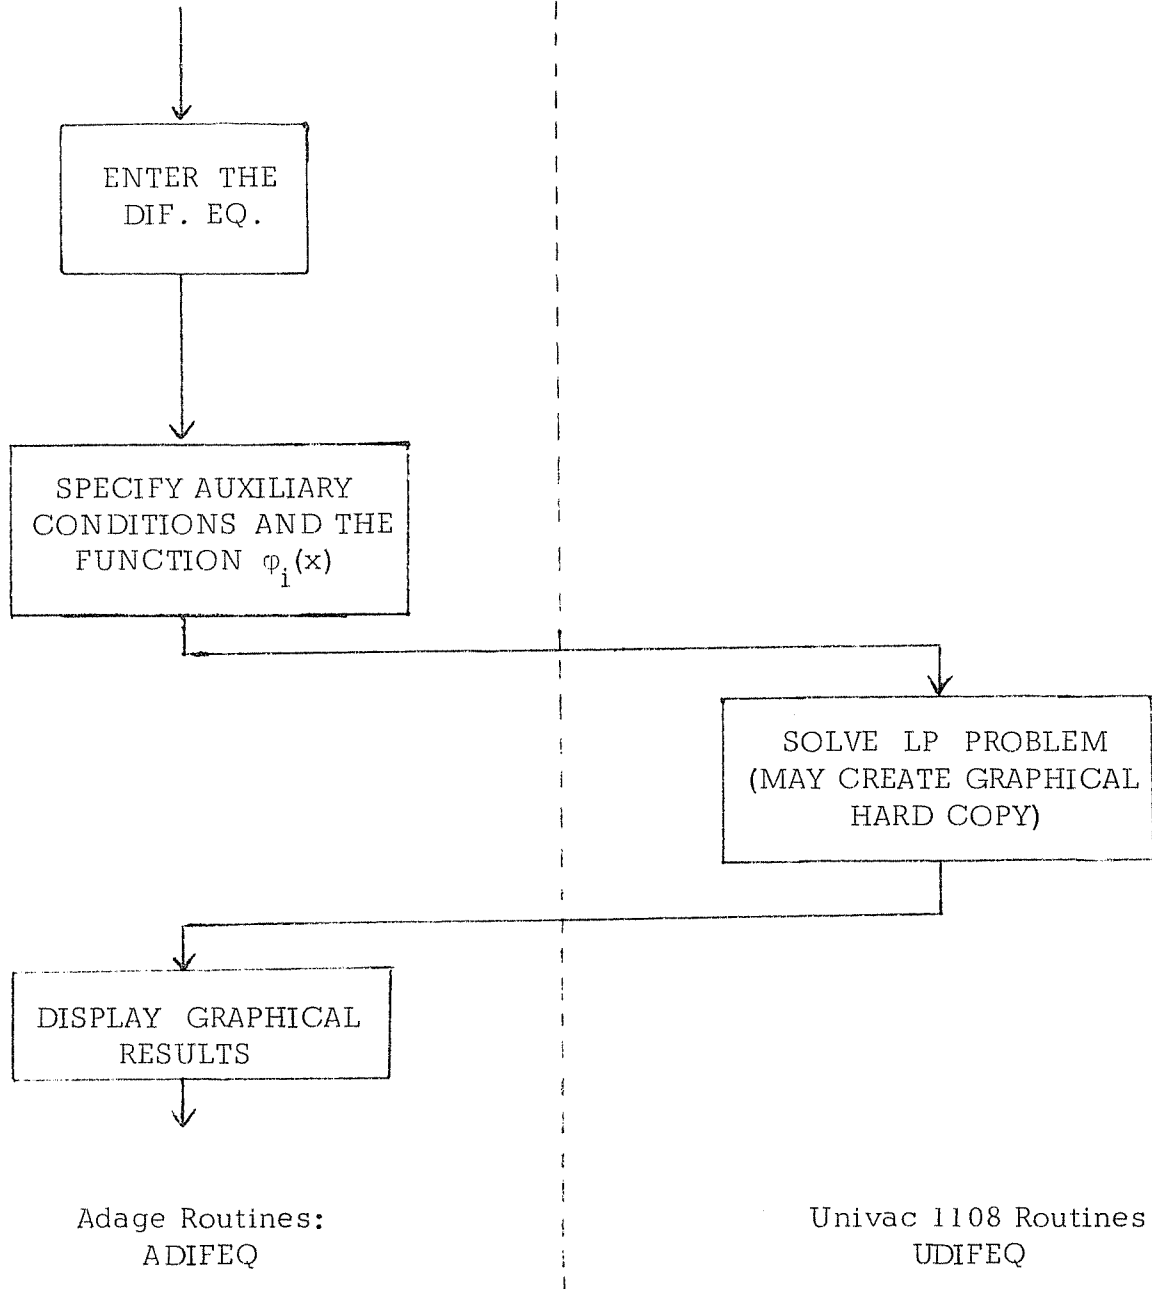 ENTER THE
DIF. EQ.
SPECIFY AUXILIARY
CONDITIONS AND THE
FUNCTION φ_i(x)
SOLVE LP PROBLEM
(MAY CREATE GRAPHICAL
HARD COPY)
DISPLAY GRAPHICAL
RESULTS
Adage Routines:
ADIFEQ
Univac 1108 Routines
UDIFEQ